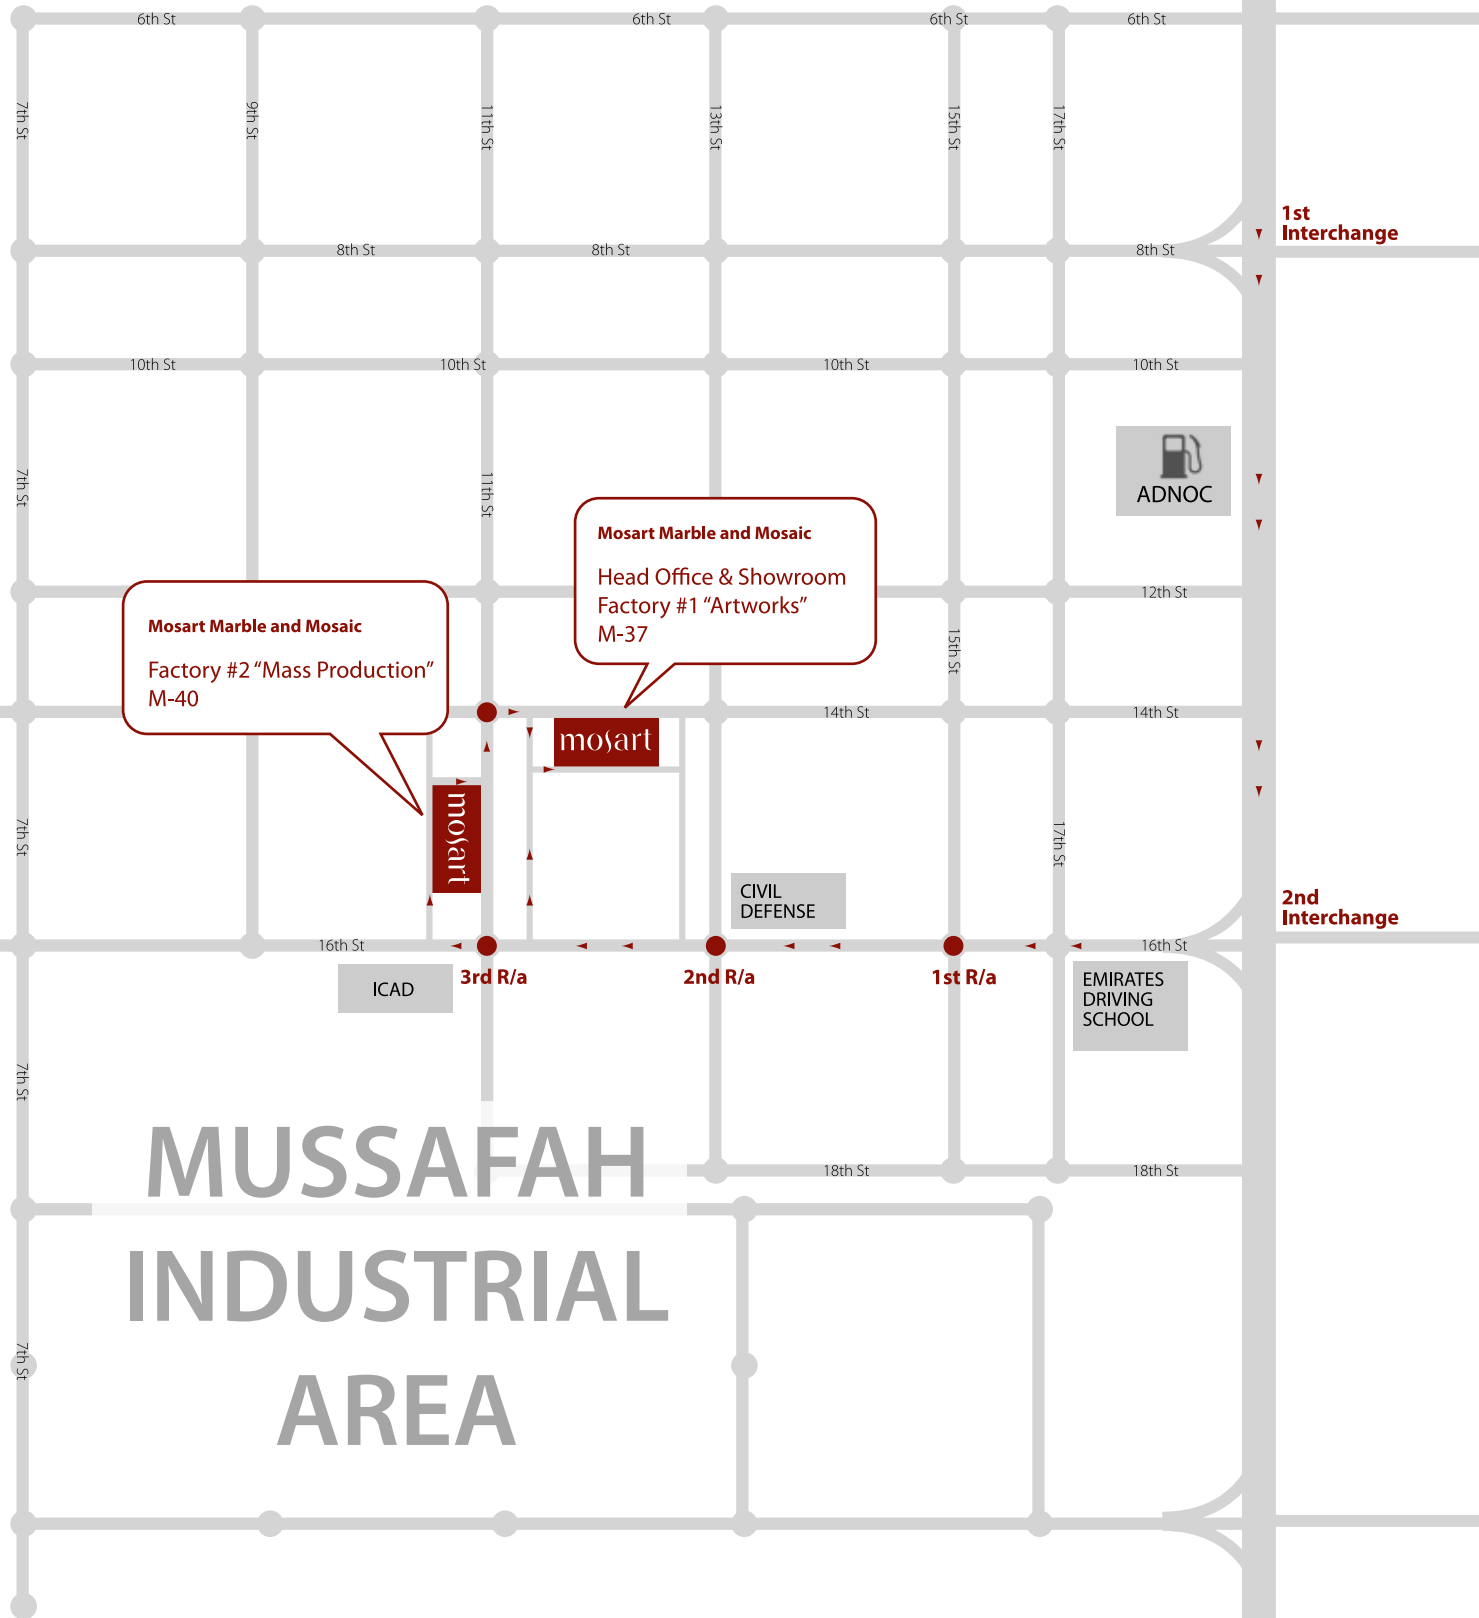 6th St
6th St
6th St
6th St
7th St
9th St
11th St
13th St
15th St
17th St
1st
Interchange
8th St
8th St
8th St
10th St
10th St
10th St
10th St
7th St
11th St
ADNOC
Mosart Marble and Mosaic
Head Office & Showroom
Factory #1 “Artworks”
M-37
12th St
Mosart Marble and Mosaic
Factory #2 “Mass Production”
M-40
15th St
14th St
14th St
mosart
mosart
7th St
17th St
CIVIL
DEFENSE
2nd
Interchange
16th St
16th St
3rd R/a
2nd R/a
1st R/a
ICAD
EMIRATES
DRIVING
SCHOOL
7th St
MUSSAFAH
INDUSTRIAL
AREA
18th St
18th St
7th St